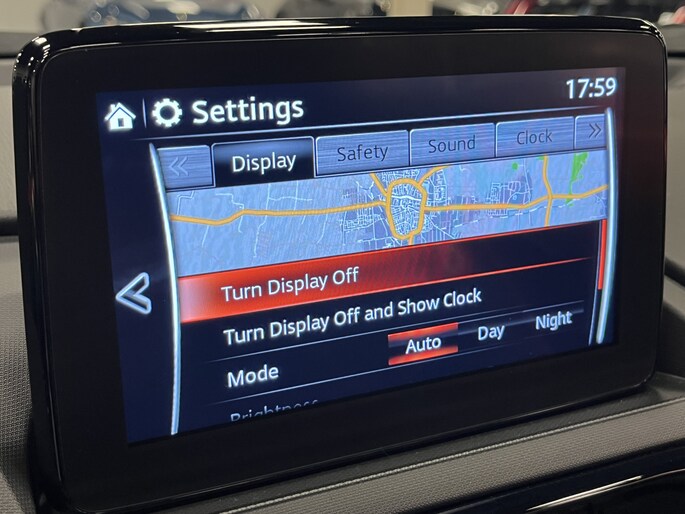 Settings
17:59
Display Safety Sound Clock
Turn Display Off
Turn Display Off and Show Clock
Mode Auto Day Night
Brightness